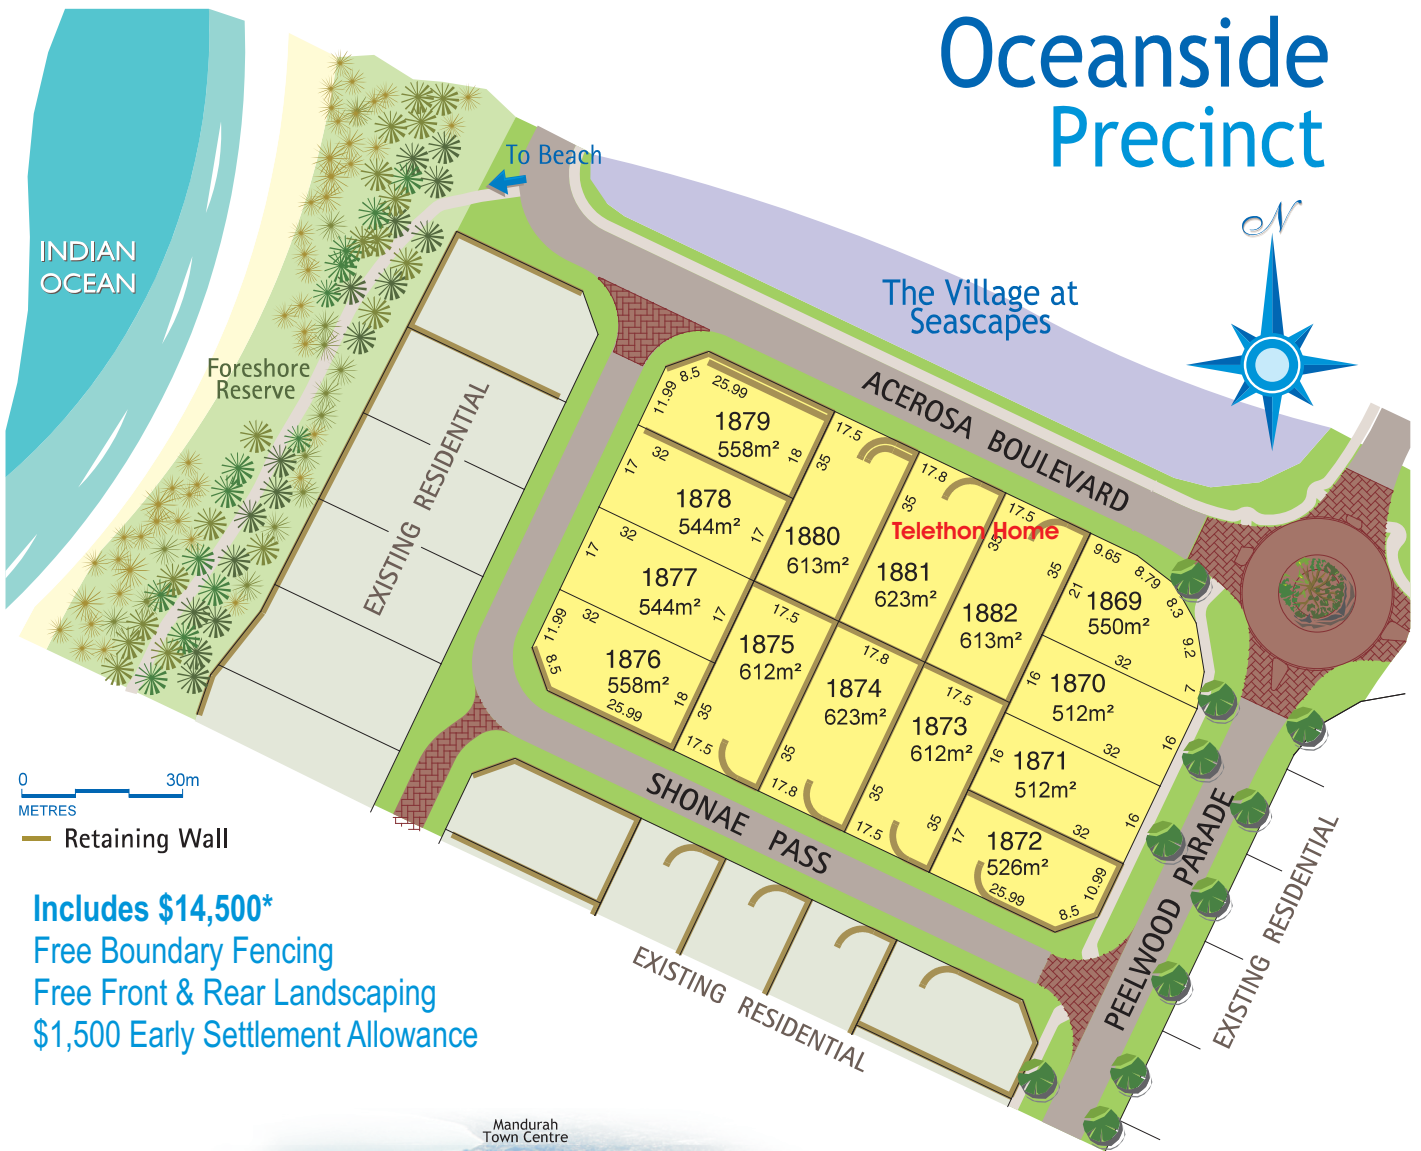 Oceanside
Precinct
To Beach
N
INDIAN
OCEAN
The Village at
Seascapes
Foreshore
Reserve
ACEROSA BOULEVARD
EXISTING RESIDENTIAL
11.99
8.5
25.99
1879
558m²
18
17.5
35
17.8
35
17.5
35
Telethon Home
32
17
1878
544m²
17
1880
613m²
1881
623m²
1882
613m²
35
9.65
8.79
8.3
9.2
7
21
1869
550m²
32
17
32
1877
544m²
17
17.5
1875
612m²
35
17.5
17.8
1874
623m²
35
17.8
17.5
1873
612m²
35
17.5
35
16
1870
512m²
16
32
11.99
8.5
32
1876
558m²
25.99
18
16
1871
512m²
16
32
17
1872
526m²
25.99
8.5
10.99
SHONAE PASS
PEELWOOD PARADE
EXISTING RESIDENTIAL
EXISTING RESIDENTIAL
0 30m
METRES
Retaining Wall
Includes $14,500*
Free Boundary Fencing
Free Front & Rear Landscaping
$1,500 Early Settlement Allowance
Mandurah
Town Centre